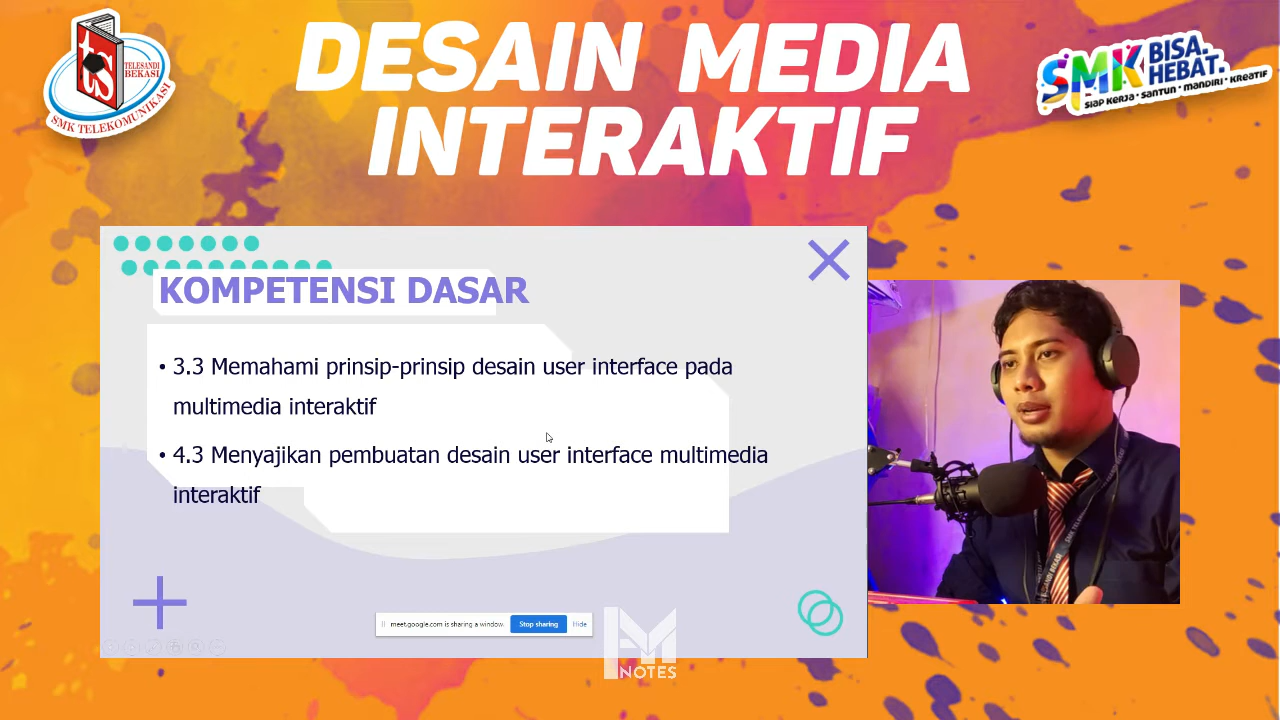 DESAIN MEDIA
INTERAKTIF
ts
TELESANDI
BEKASI
SMK TELEKOMUNIKASI
SMK BISA.
HEBAT.
SIAP KERJA • SANTUN • MANDIRI • KREATIF
KOMPETENSI DASAR
• 3.3 Memahami prinsip-prinsip desain user interface pada
multimedia interaktif
• 4.3 Menyajikan pembuatan desain user interface multimedia
interaktif
meet.google.com is sharing a window.
Stop sharing
Hide
NOTES